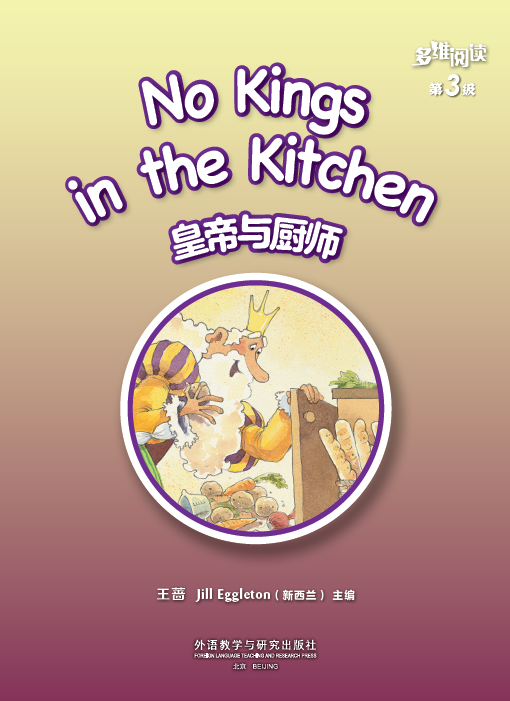 多维阅读
第3级
No Kings
in the Kitchen
皇帝与厨师
王蔷 Jill Eggleton（新西兰）主编
外语教学与研究出版社
FOREIGN LANGUAGE TEACHING AND RESEARCH PRESS
北京 BEIJING